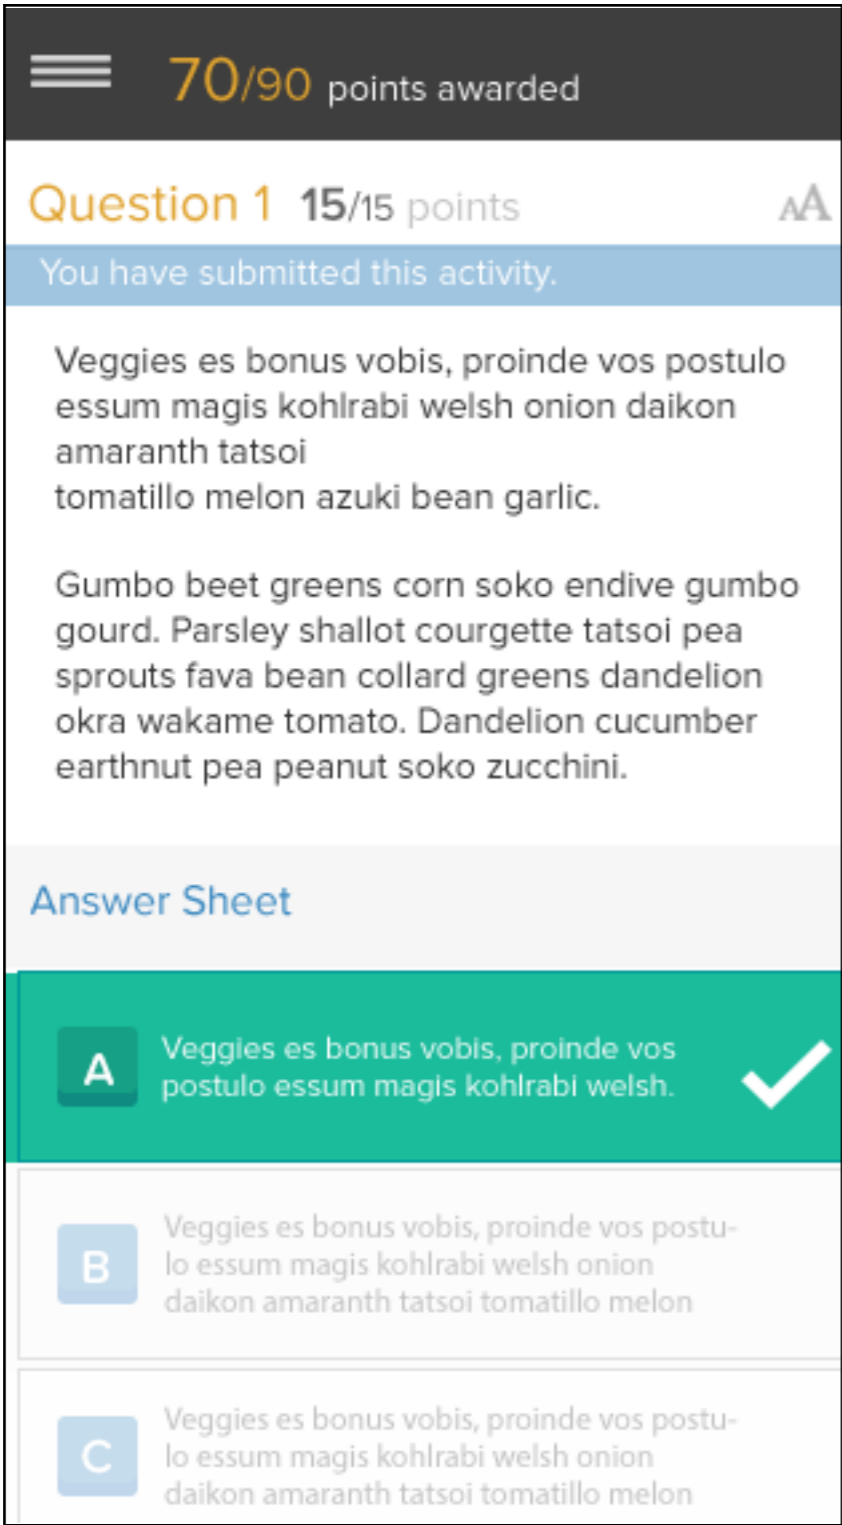 70/90 points awarded
Question 1 15/15 points AA
You have submitted this activity.
Veggies es bonus vobis, proinde vos postulo
essum magis kohlrabi welsh onion daikon
amaranth tatsoi
tomatillo melon azuki bean garlic.
Gumbo beet greens corn soko endive gumbo
gourd. Parsley shallot courgette tatsoi pea
sprouts fava bean collard greens dandelion
okra wakame tomato. Dandelion cucumber
earthnut pea peanut soko zucchini.
Answer Sheet
A
Veggies es bonus vobis, proinde vos
postulo essum magis kohlrabi welsh.
B
Veggies es bonus vobis, proinde vos postu-
lo essum magis kohlrabi welsh onion
daikon amaranth tatsoi tomatillo melon
C
Veggies es bonus vobis, proinde vos postu-
lo essum magis kohlrabi welsh onion
daikon amaranth tatsoi tomatillo melon